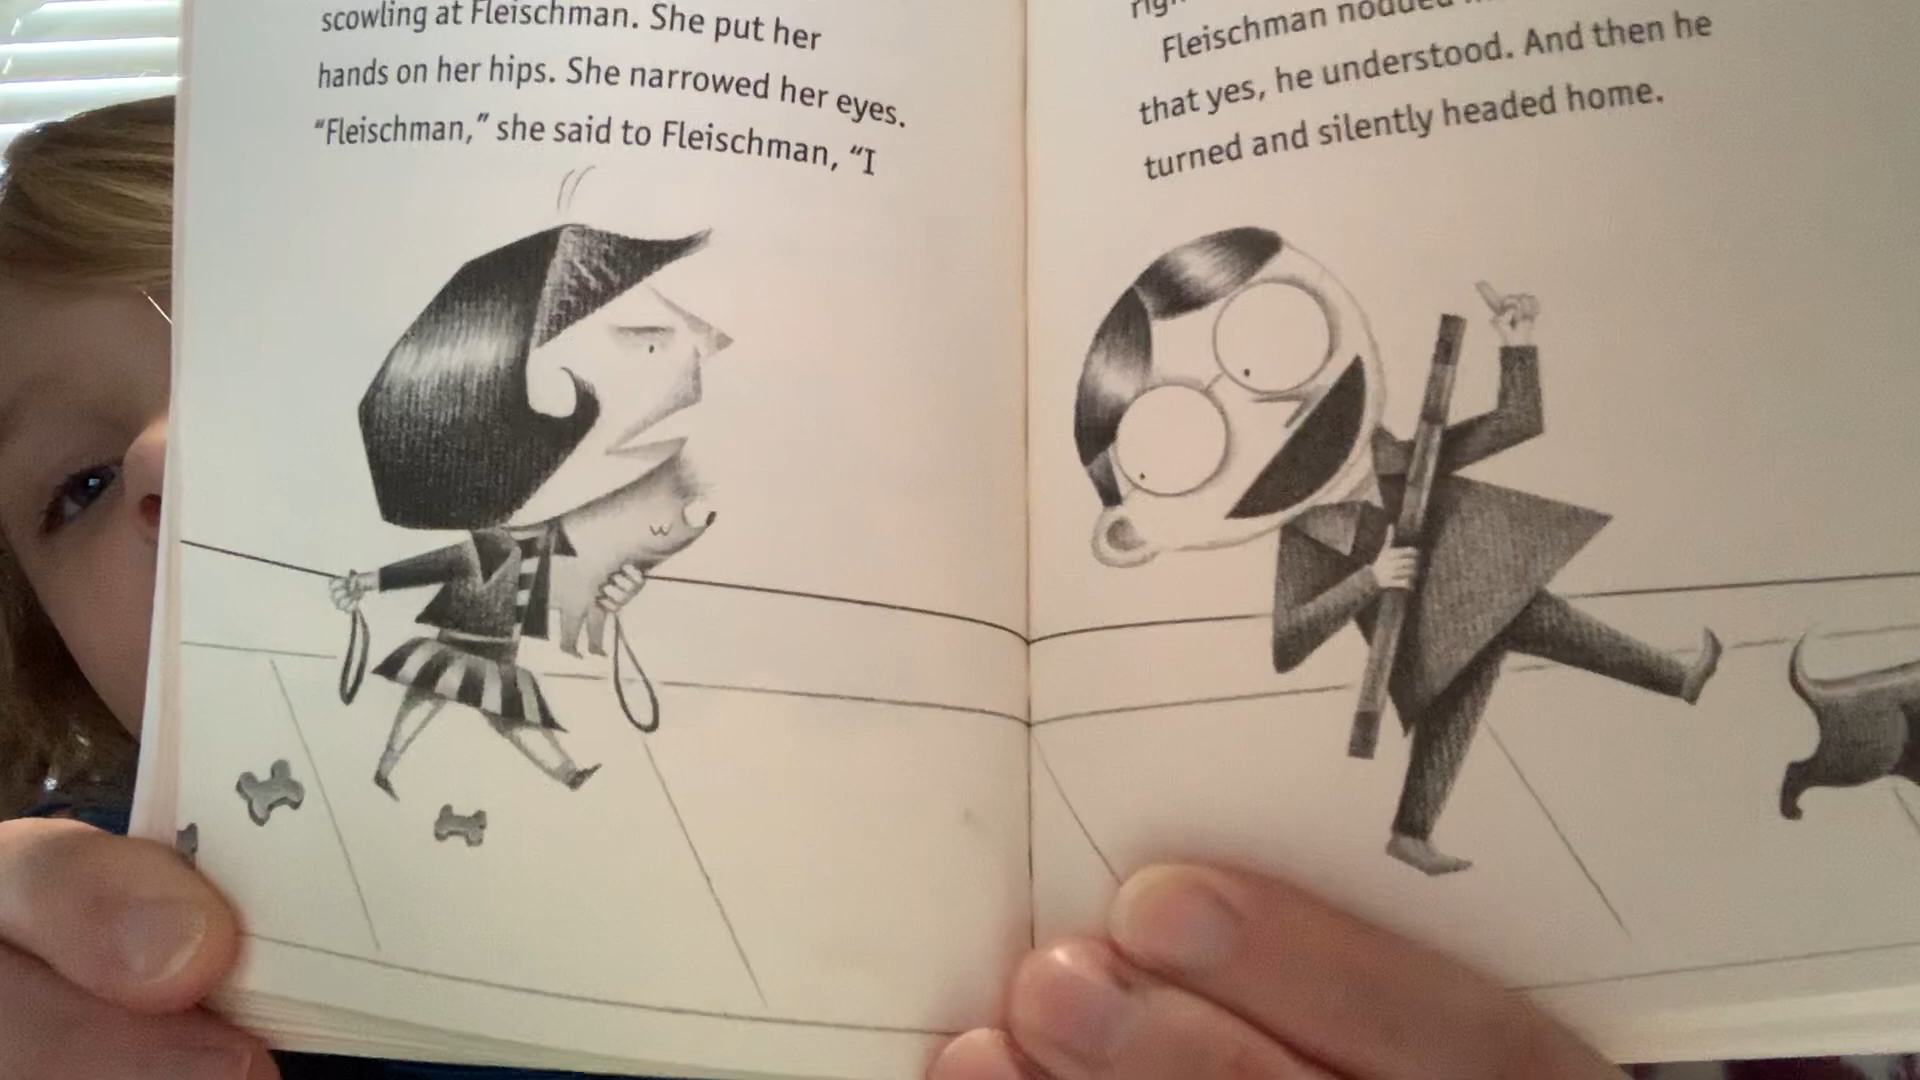 scowling at Fleischman. She put her
hands on her hips. She narrowed her eyes.
“Fleischman,” she said to Fleischman, “I
Fleischman nodded
that yes, he understood. And then he
turned and silently headed home.